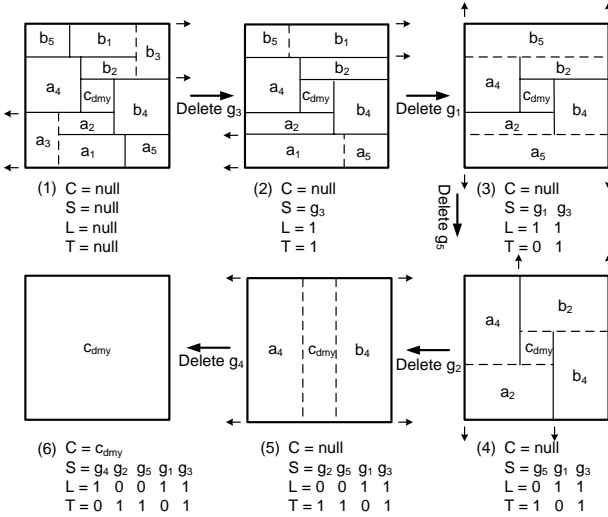 b5 b1 b3
b2
a4 cdmy b4
a2
a3 a1 a5
Delete g3
b5 b1
b2
a4 cdmy b4
a2
a1 a5
Delete g1
b5
a4 b2
cdmy b4
a2
a5
(1) C = null
S = null
L = null
T = null
(2) C = null
S = g3
L = 1
T = 1
(3) C = null
S = g1 g3
L = 1 1
T = 0 1
Delete g5
cdmy
Delete g4
a4 cdmy b4
Delete g2
a4 b2
cdmy
a2 b4
(6) C = cdmy
S = g4 g2 g5 g1 g3
L = 1 0 0 1 1
T = 0 1 1 0 1
(5) C = null
S = g2 g5 g1 g3
L = 0 0 1 1
T = 1 1 0 1
(4) C = null
S = g5 g1 g3
L = 0 1 1
T = 1 0 1